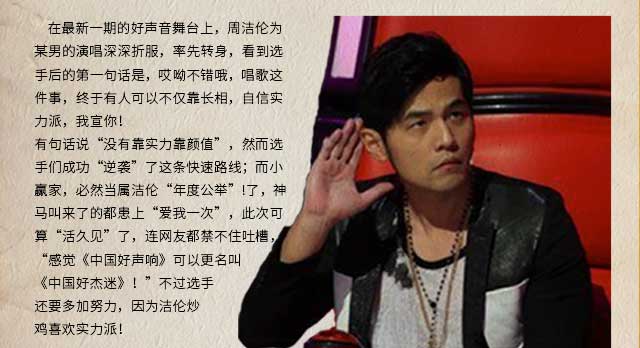 在最新一期的好声音舞台上，周洁伦为
某男的演唱深深折服，率先转身，看到选
手后的第一句话是，哎呦不错哦，唱歌这
件事，终于有人可以不仅靠长相，自信实
力派，我宣你！
有句话说“没有靠实力靠颜值”，然而选
手们成功“逆袭”了这条快速路线；而小
赢家，必然当属洁伦“年度公举”!了，神
马叫来了的都患上“爱我一次”，此次可
算“活久见”了，连网友都禁不住吐槽，
“感觉《中国好声响》可以更名叫
《中国好杰迷》！”不过选手
还要多加努力，因为洁伦炒
鸡喜欢实力派！